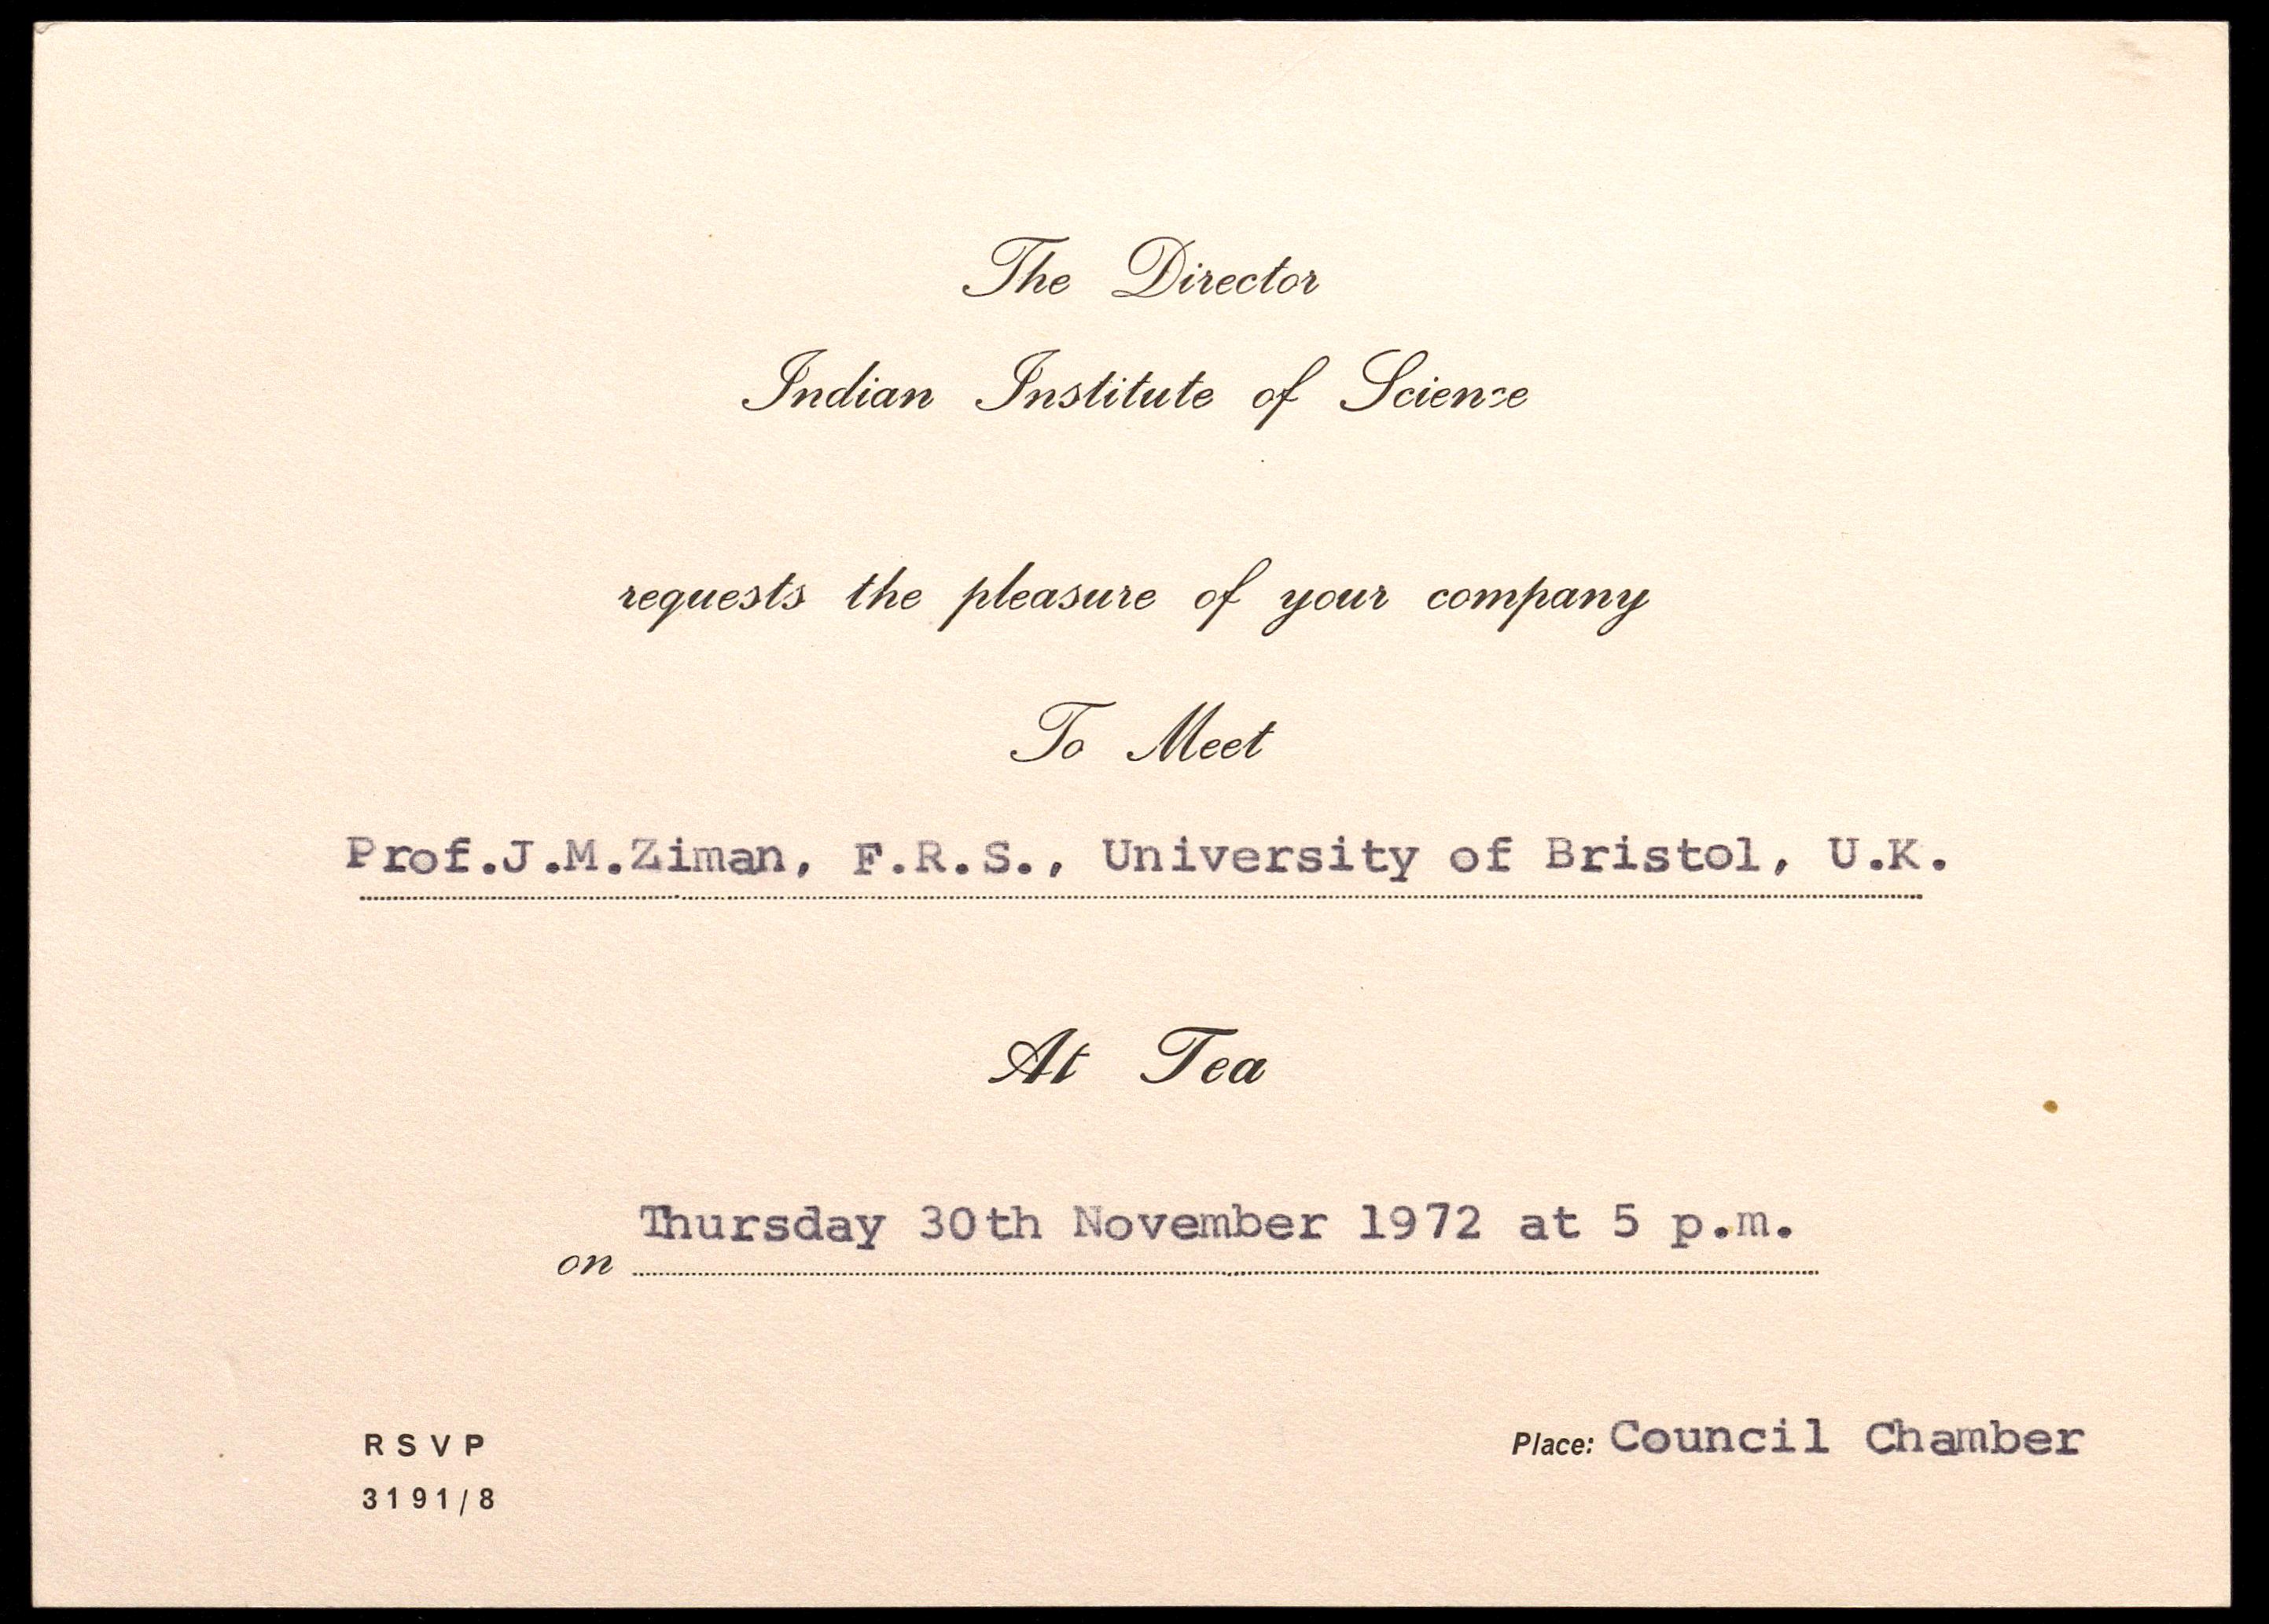 The Director
Indian Institute of Science
requests the pleasure of your company
To Meet
Prof.J.M.Ziman, F.R.S., University of Bristol, U.K.
At Tea
Thursday 30th November 1972 at 5 p.m.
on
RSVP
Place: Council Chamber
3191/8